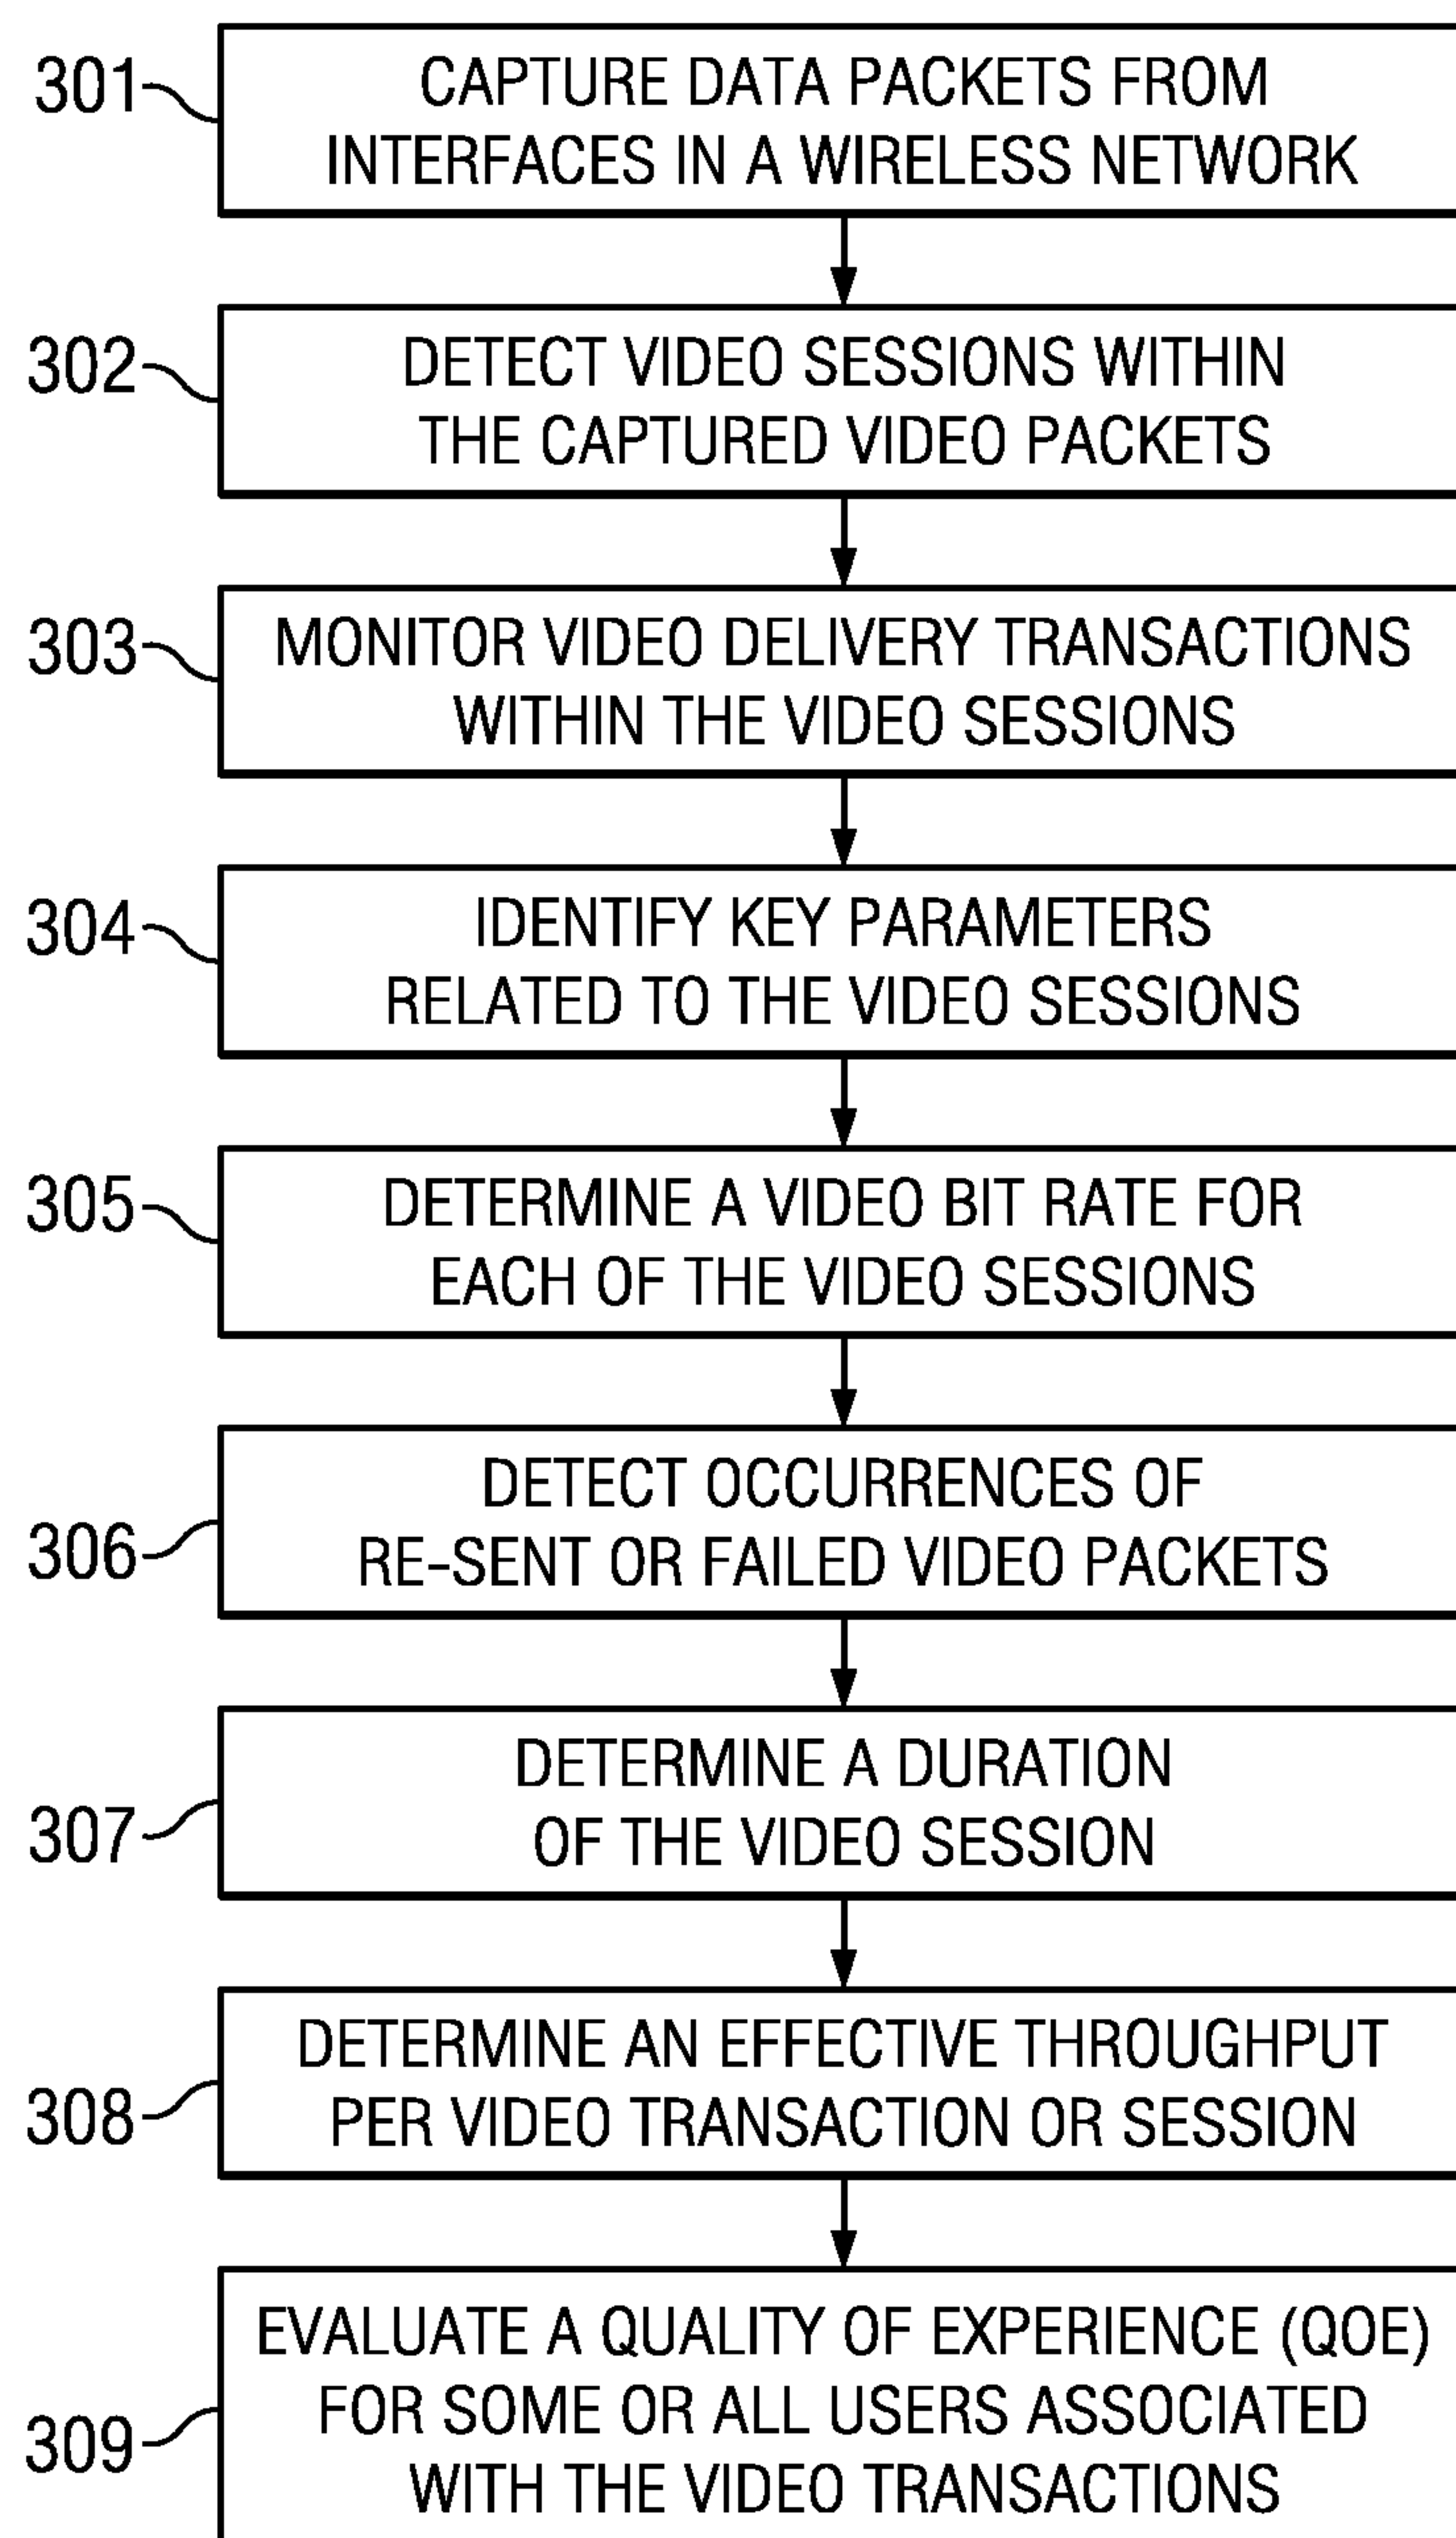 301
CAPTURE DATA PACKETS FROM
INTERFACES IN A WIRELESS NETWORK
302
DETECT VIDEO SESSIONS WITHIN
THE CAPTURED VIDEO PACKETS
303
MONITOR VIDEO DELIVERY TRANSACTIONS
WITHIN THE VIDEO SESSIONS
304
IDENTIFY KEY PARAMETERS
RELATED TO THE VIDEO SESSIONS
305
DETERMINE A VIDEO BIT RATE FOR
EACH OF THE VIDEO SESSIONS
306
DETECT OCCURRENCES OF
RE-SENT OR FAILED VIDEO PACKETS
307
DETERMINE A DURATION
OF THE VIDEO SESSION
308
DETERMINE AN EFFECTIVE THROUGHPUT
PER VIDEO TRANSACTION OR SESSION
309
EVALUATE A QUALITY OF EXPERIENCE (QOE)
FOR SOME OR ALL USERS ASSOCIATED
WITH THE VIDEO TRANSACTIONS